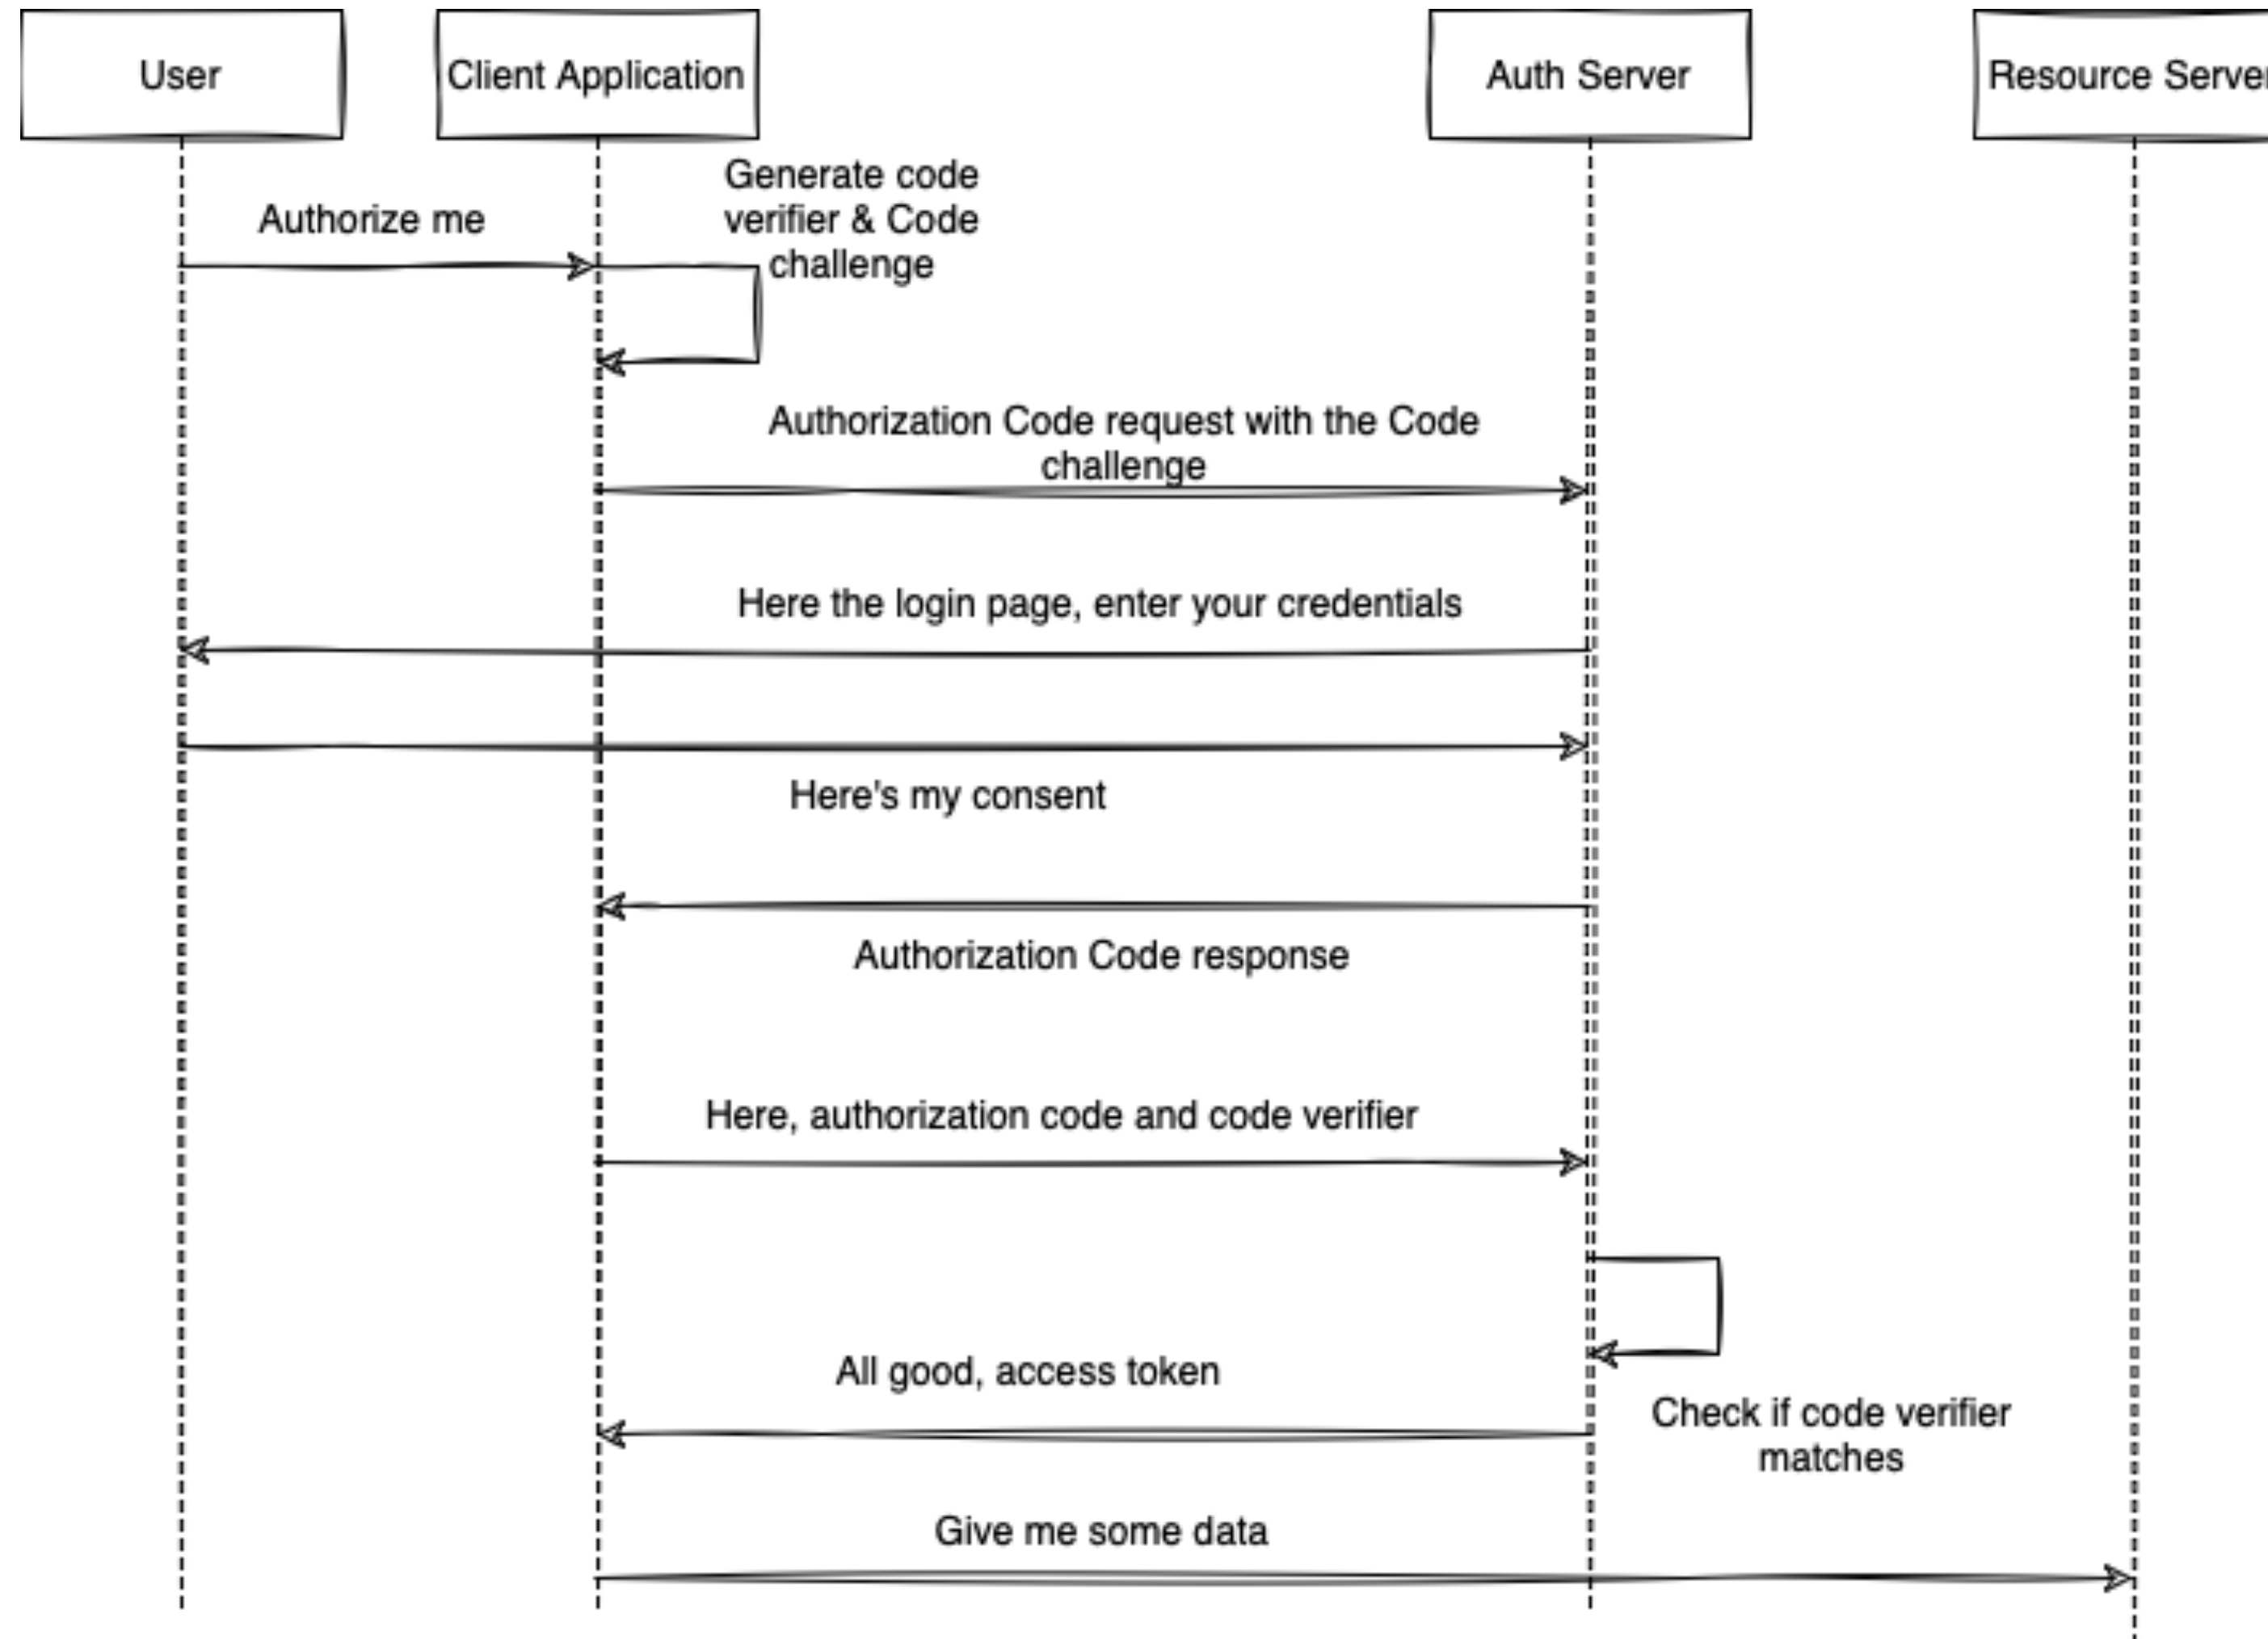 User
Client Application
Auth Server
Resource Server
Generate code
verifier & Code
challenge
Authorize me
Authorization Code request with the Code
challenge
Here the login page, enter your credentials
Here's my consent
Authorization Code response
Here, authorization code and code verifier
All good, access token
Check if code verifier
matches
Give me some data